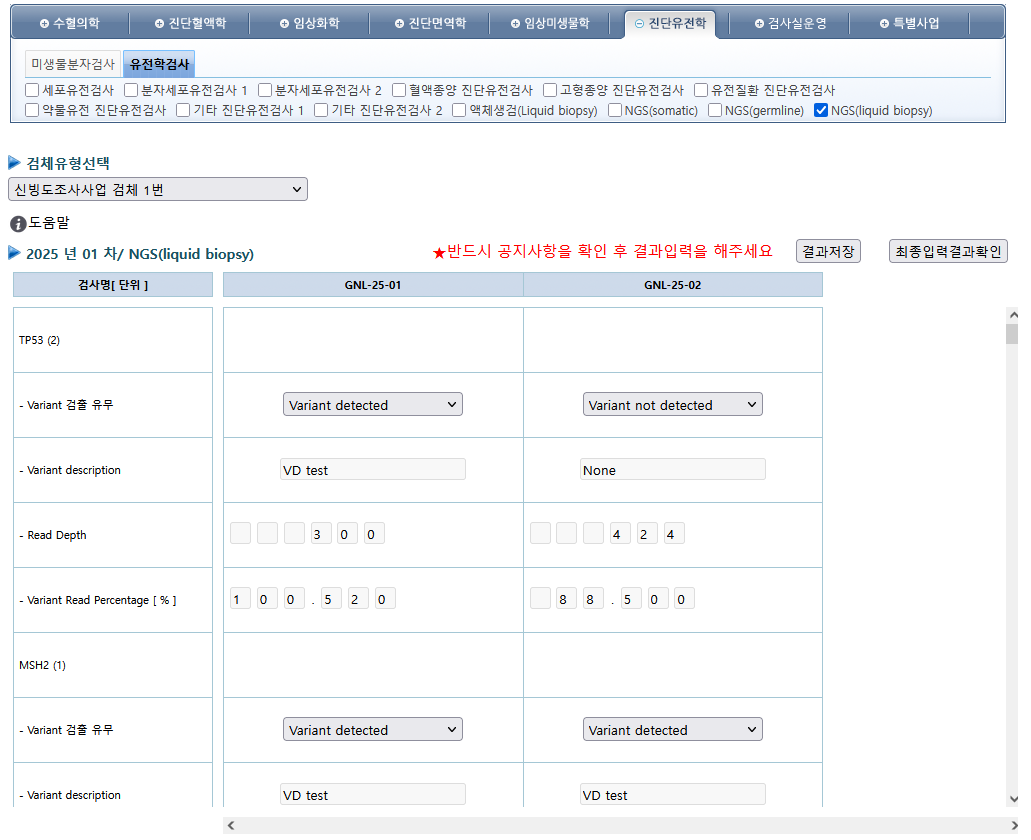 수혈의학 진단혈액학 임상화학 진단면역학 임상미생물학 진단유전학 검사실운영 특별사업
미생물분자검사 유전학검사
세포유전검사 분자세포유전검사 1 분자세포유전검사 2 혈액종양 진단유전검사 고형종양 진단유전검사 유전질환 진단유전검사
약물유전 진단유전검사 기타 진단유전검사 1 기타 진단유전검사 2 액체생검(Liquid biopsy) NGS(somatic) NGS(germline) NGS(liquid biopsy)
검체유형선택
신빙도조사사업 검체 1번
도움말
2025 년 01 차/ NGS(liquid biopsy) ★반드시 공지사항을 확인 후 결과입력을 해주세요 결과저장 최종입력결과확인
검사명[ 단위 ] GNL-25-01 GNL-25-02
TP53 (2)
- Variant 검출 유무 Variant detected Variant not detected
- Variant description VD test None
- Read Depth 3 0 0 4 2 4
- Variant Read Percentage [ % ] 1 0 0 . 5 2 0 8 8 . 5 0 0
MSH2 (1)
- Variant 검출 유무 Variant detected Variant detected
- Variant description VD test VD test